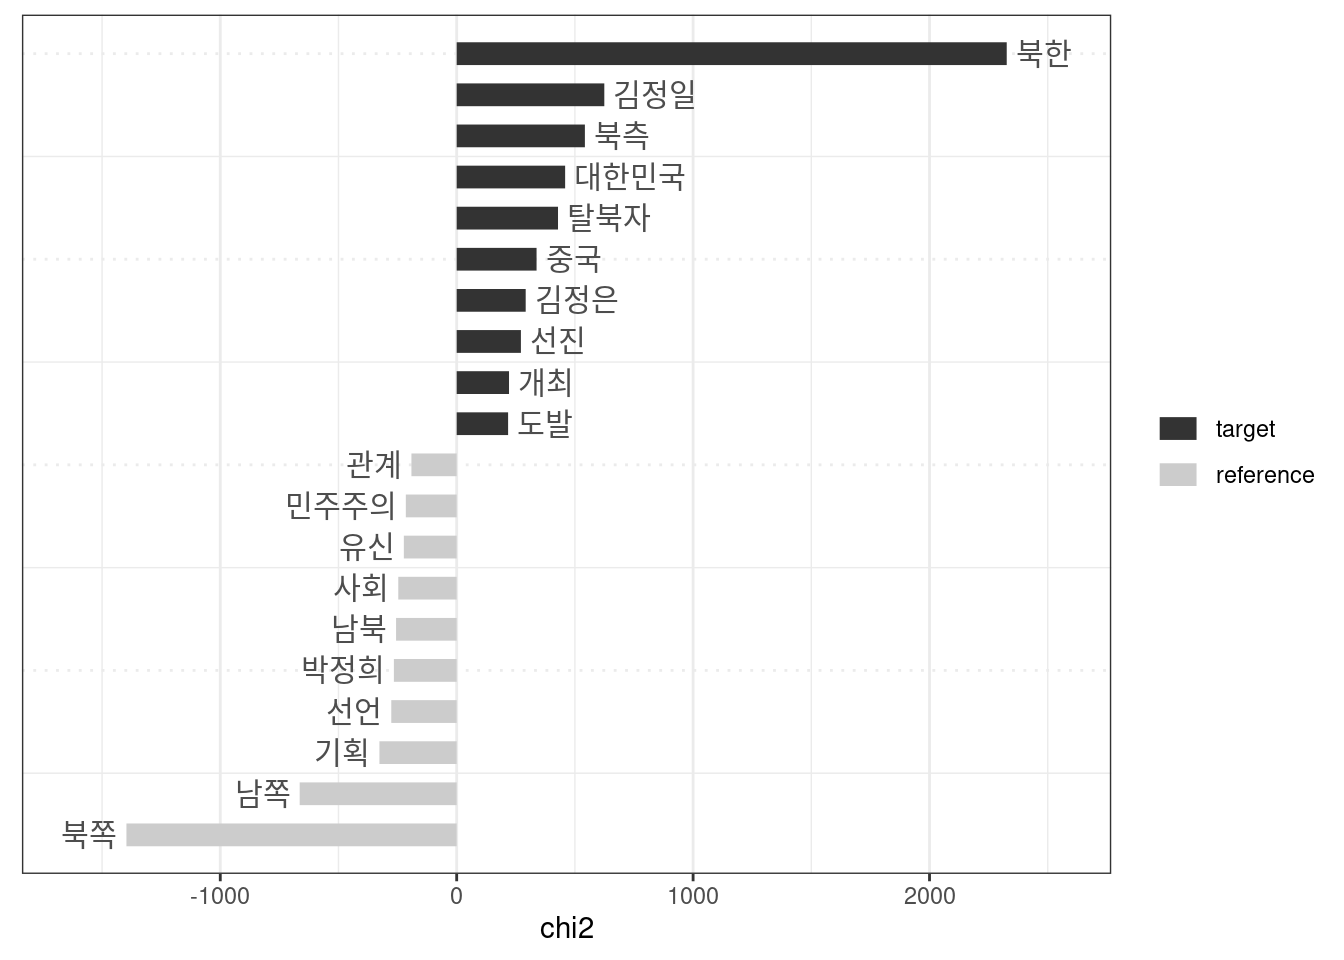 북한
김정일
북측
대한민국
탈북자
중국
김정은
선진
개최
도발
관계
민주주의
유신
사회
남북
박정희
선언
기획
남쪽
북쪽
-1000 0 1000 2000
chi2
target
reference